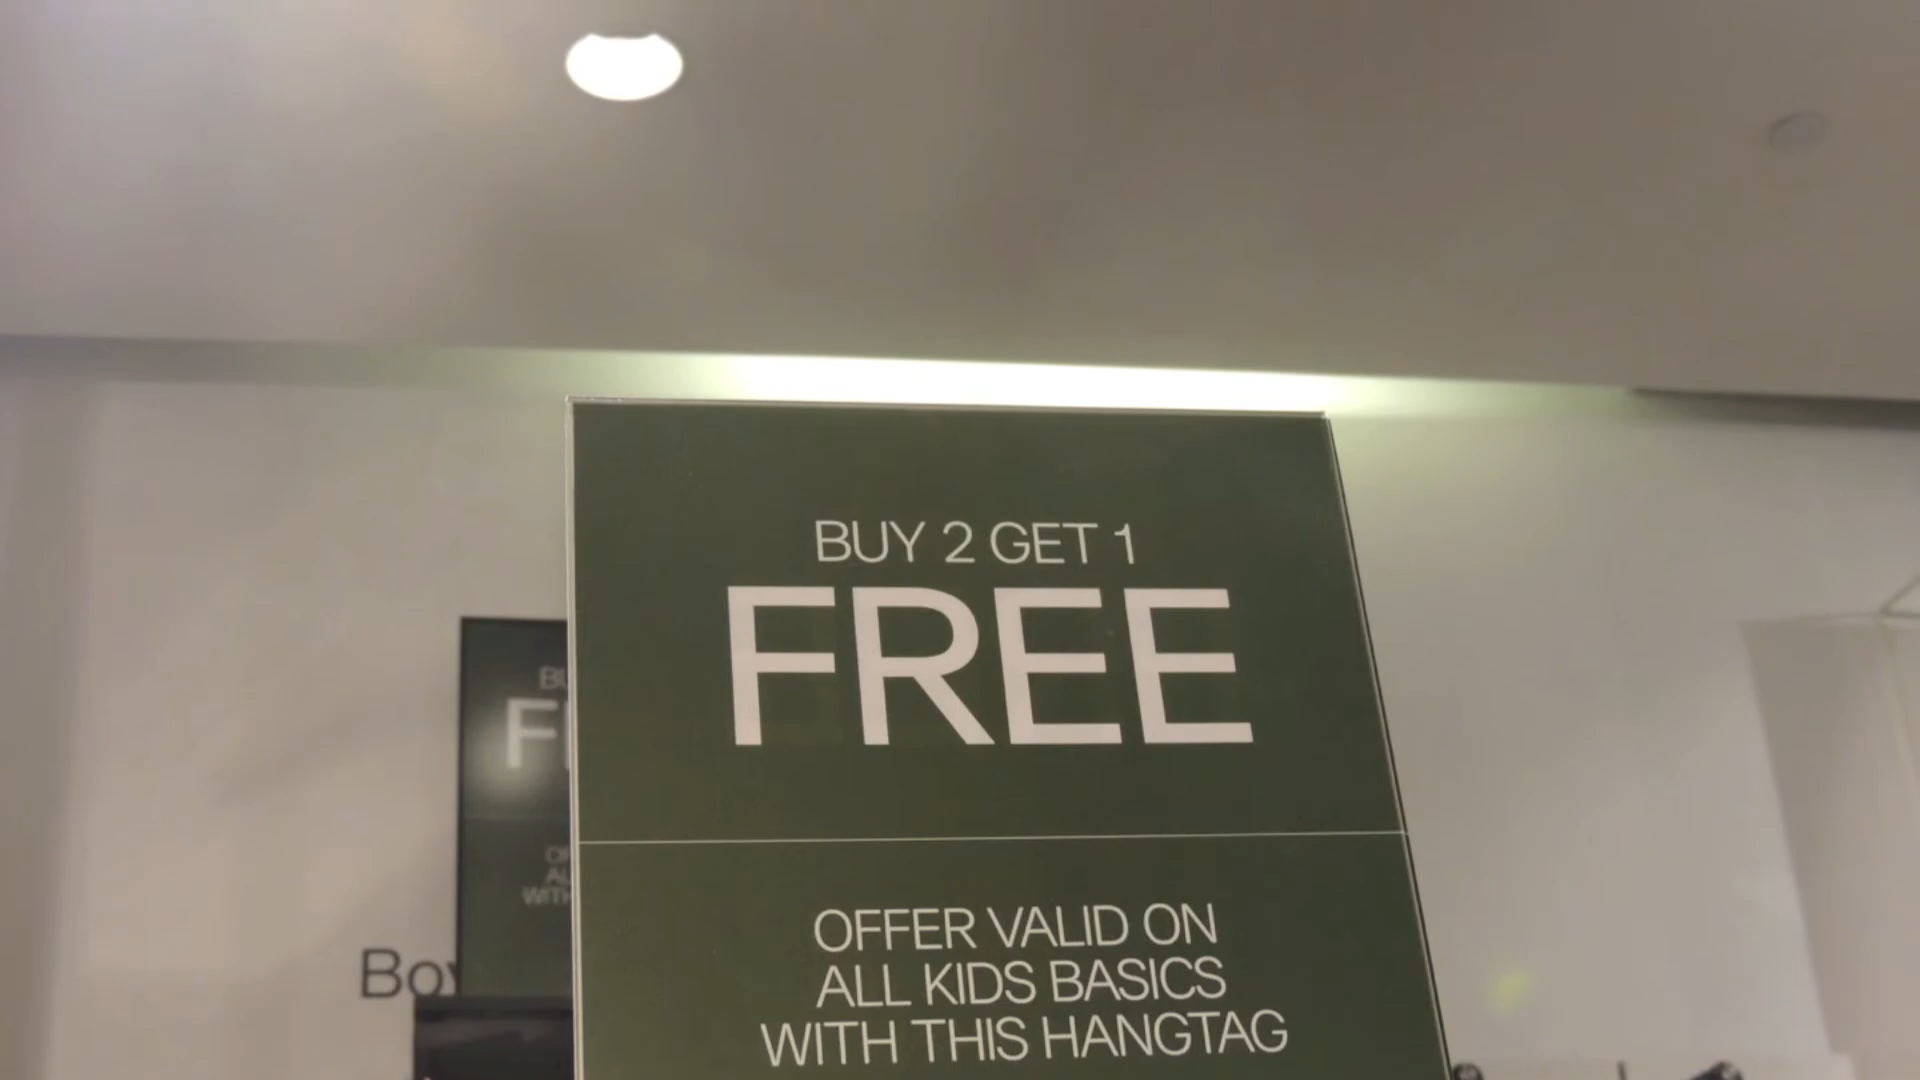 BUY 2 GET 1
FREE
OFFER VALID ON
ALL KIDS BASICS
WITH THIS HANGTAG